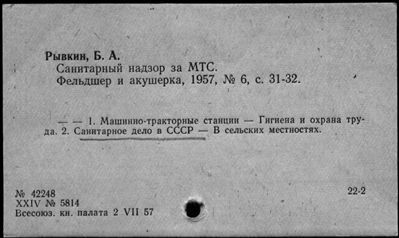 Рывкин, Б. А.
Санитарный надзор за МТС.
Фельдшер и акушерка, 1957, № 6, с. 31-32.
— — 1. Машинно-тракторные станции — Гигиена и охрана тру-
да. 2. Санитарное дело в СССР — В сельских местностях.
№ 42248
22-2
XXIV № 5814
Всесоюз. кн. палата 2 VII 57